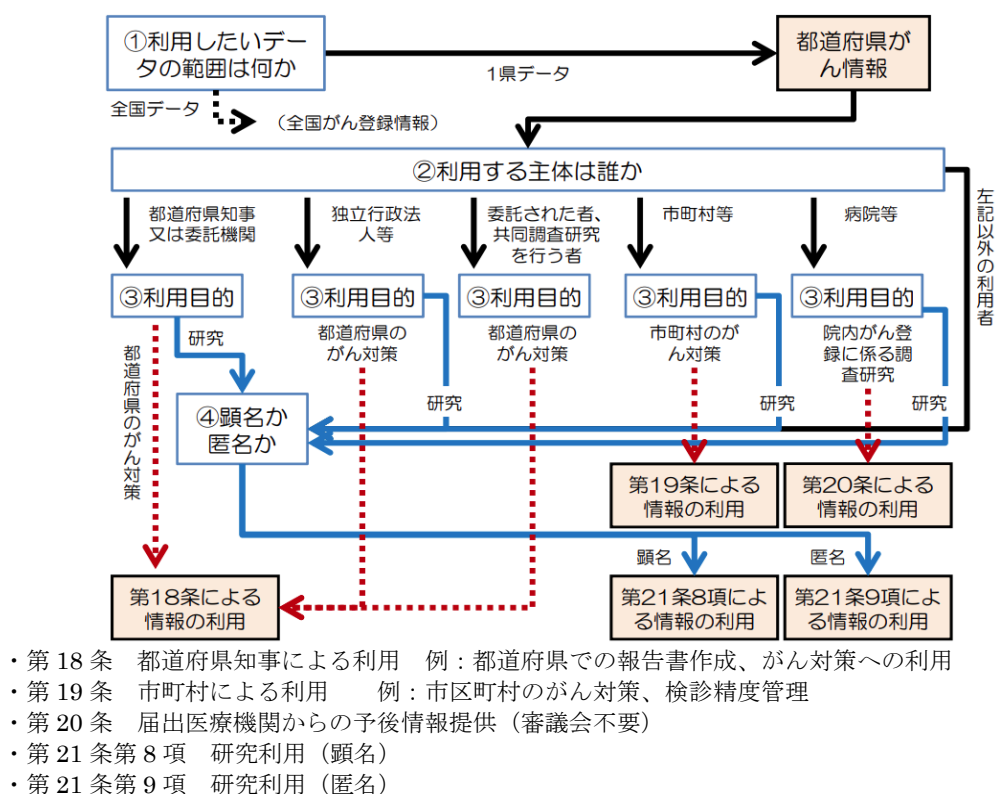 ①利用したいデー
タの範囲は何か
都道府県が
ん情報
1県データ
全国データ
（全国がん登録情報）
②利用する主体は誰か
左記以外の利用者
都道府県知事
又は委託機関
独立行政法
人等
委託された者、
共同調査研究
を行う者
市町村等
病院等
③利用目的
③利用目的
③利用目的
③利用目的
③利用目的
研究
都道府県のがん対策
都道府県の
がん対策
都道府県の
がん対策
市町村のが
ん対策
院内がん登
録に係る調
査研究
研究
研究
研究
④顕名か
匿名か
第19条による
情報の利用
第20条による
情報の利用
顕名
匿名
第18条による
情報の利用
第21条8項によ
る情報の利用
第21条9項によ
る情報の利用
・第 18 条　都道府県知事による利用　例：都道府県での報告書作成、がん対策への利用
・第 19 条　市町村による利用　　例：市区町村のがん対策、検診精度管理
・第 20 条　届出医療機関からの予後情報提供（審議会不要）
・第 21 条第 8 項　研究利用（顕名）
・第 21 条第 9 項　研究利用（匿名）